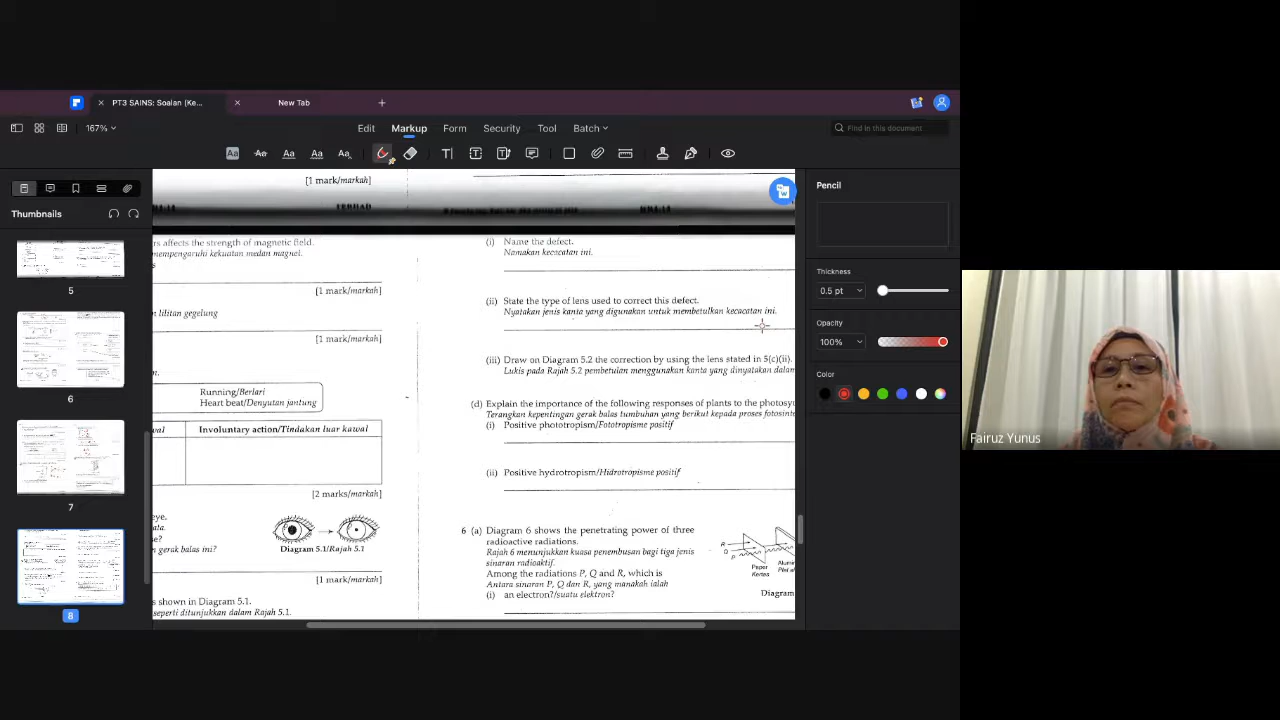 PT3 SAINS: Soalan (Ke...
New Tab
167%
Edit
Markup
Form
Security
Tool
Batch
Find in this document
Thumbnails
5
6
7
8
[1 mark/markah]
rs affects the strength of magnetic field.
mempengaruhi kekuatan medan magnet.
[1 mark/markah]
n lilitan gegelung
[1 mark/markah]
Running/Berlari
Heart beat/Denyutan jantung
Involuntary action/Tindakan luar kawal
[2 marks/markah]
eye.
ata.
e?
n gerak balas ini?
Diagram 5.1/Rajah 5.1
[1 mark/markah]
s shown in Diagram 5.1.
seperti ditunjukkan dalam Rajah 5.1.
(i) Name the defect.
Namakan kecacatan ini.
(ii) State the type of lens used to correct this defect.
Nyatakan jenis kanta yang digunakan untuk membetulkan kecacatan ini.
(iii) Draw on Diagram 5.2 the correction by using the lens stated in 5(c)(ii).
Lukis pada Rajah 5.2 pembetulan menggunakan kanta yang dinyatakan dalam
(d) Explain the importance of the following responses of plants to the photosy
Terangkan kepentingan gerak balas tumbuhan yang berikut kepada proses fotosinte
(i) Positive phototropism/Fototropisme positif
(ii) Positive hydrotropism/Hidrotropisme positif
6 (a) Diagram 6 shows the penetrating power of three
radioactive radiations.
Rajah 6 menunjukkan kuasa penembusan bagi tiga jenis
sinaran radioaktif.
Among the radiations P, Q and R, which is
Antara sinaran P, Q dan R, yang manakah ialah
(i) an electron?/suatu elektron?
R
Q
P
Paper
Kertas
Diagram
Pencil
Thickness
0.5 pt
Opacity
100%
Color
Fairuz Yunus